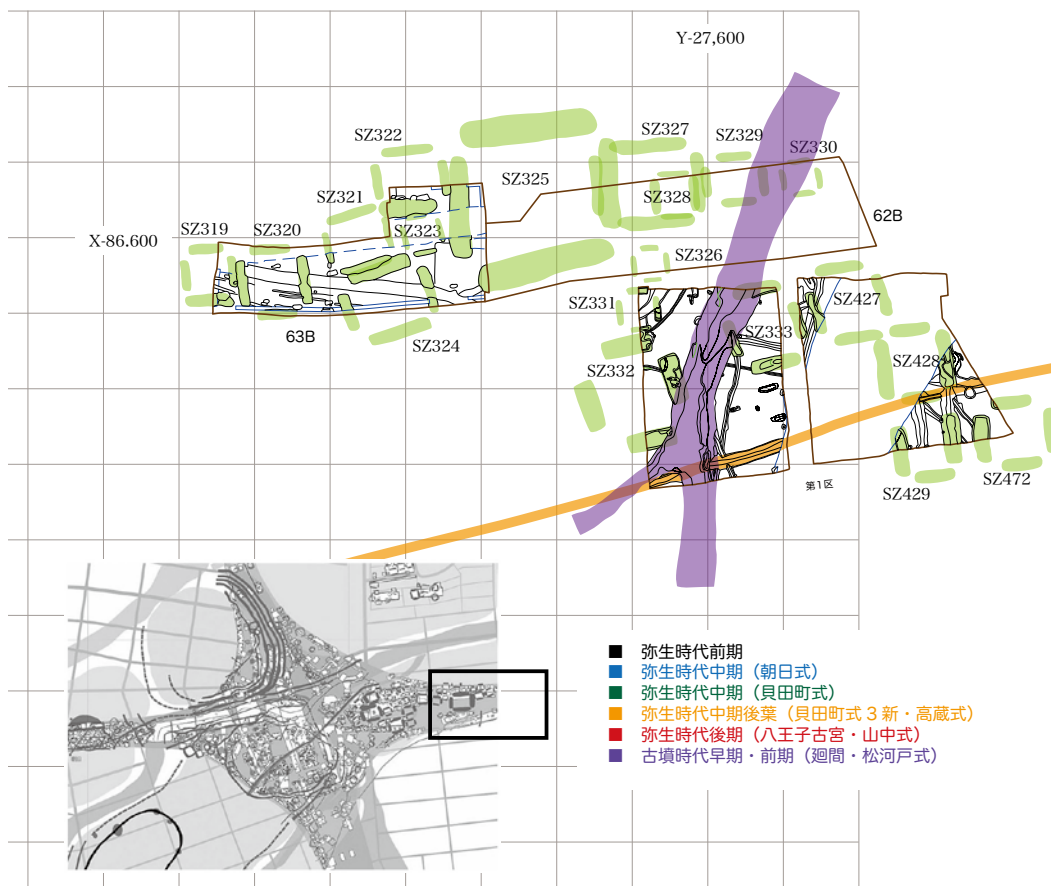 Y-27,600
SZ322
SZ327
SZ329
SZ330
SZ325
SZ321
SZ328
SZ319
SZ320
SZ323
62B
X-86.600
SZ326
SZ331
SZ427
63B
SZ324
SZ333
SZ332
SZ428
第1区
SZ429
SZ472
弥生時代前期
弥生時代中期（朝日式）
弥生時代中期（貝田町式）
弥生時代中期後葉（貝田町式３新・高蔵式）
弥生時代後期（八王子古宮・山中式）
古墳時代早期・前期（廻間・松河戸式）